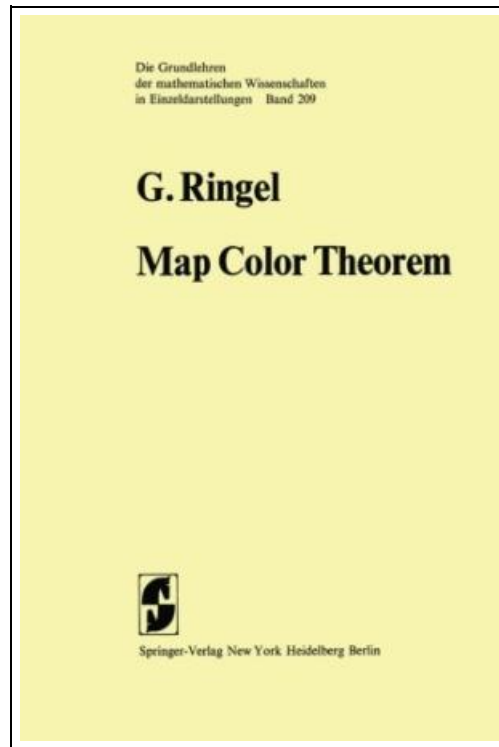 Die Grundlehren
der mathematischen Wissenschaften
in Einzeldarstellungen Band 209
G. Ringel
Map Color Theorem
Springer-Verlag New York Heidelberg Berlin